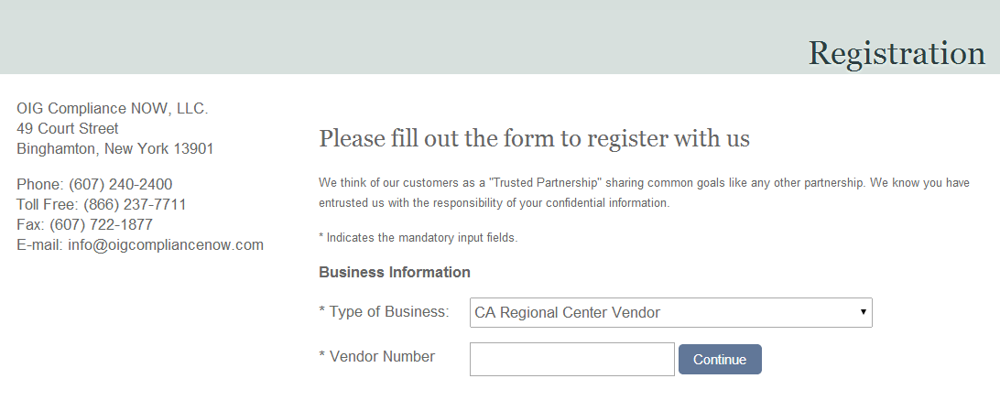 Registration
OIG Compliance NOW, LLC.
49 Court Street
Binghamton, New York 13901
Phone: (607) 240-2400
Toll Free: (866) 237-7711
Fax: (607) 722-1877
E-mail: info@oigcompliancenow.com
Please fill out the form to register with us
We think of our customers as a "Trusted Partnership" sharing common goals like any other partnership. We know you have
entrusted us with the responsibility of your confidential information.
* Indicates the mandatory input fields.
Business Information
* Type of Business: CA Regional Center Vendor
* Vendor Number Continue